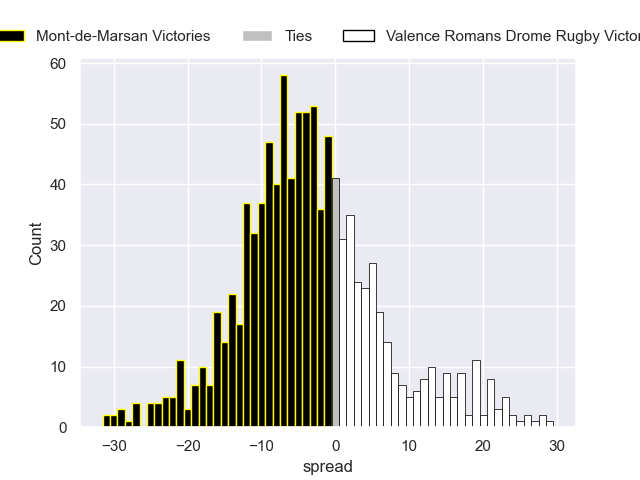 Mont-de-Marsan Victories Ties Valence Romans Drome Rugby Victor
60
50
40
30
20
10
0
Count
−30 −20 −10 0 10 20 30
spread